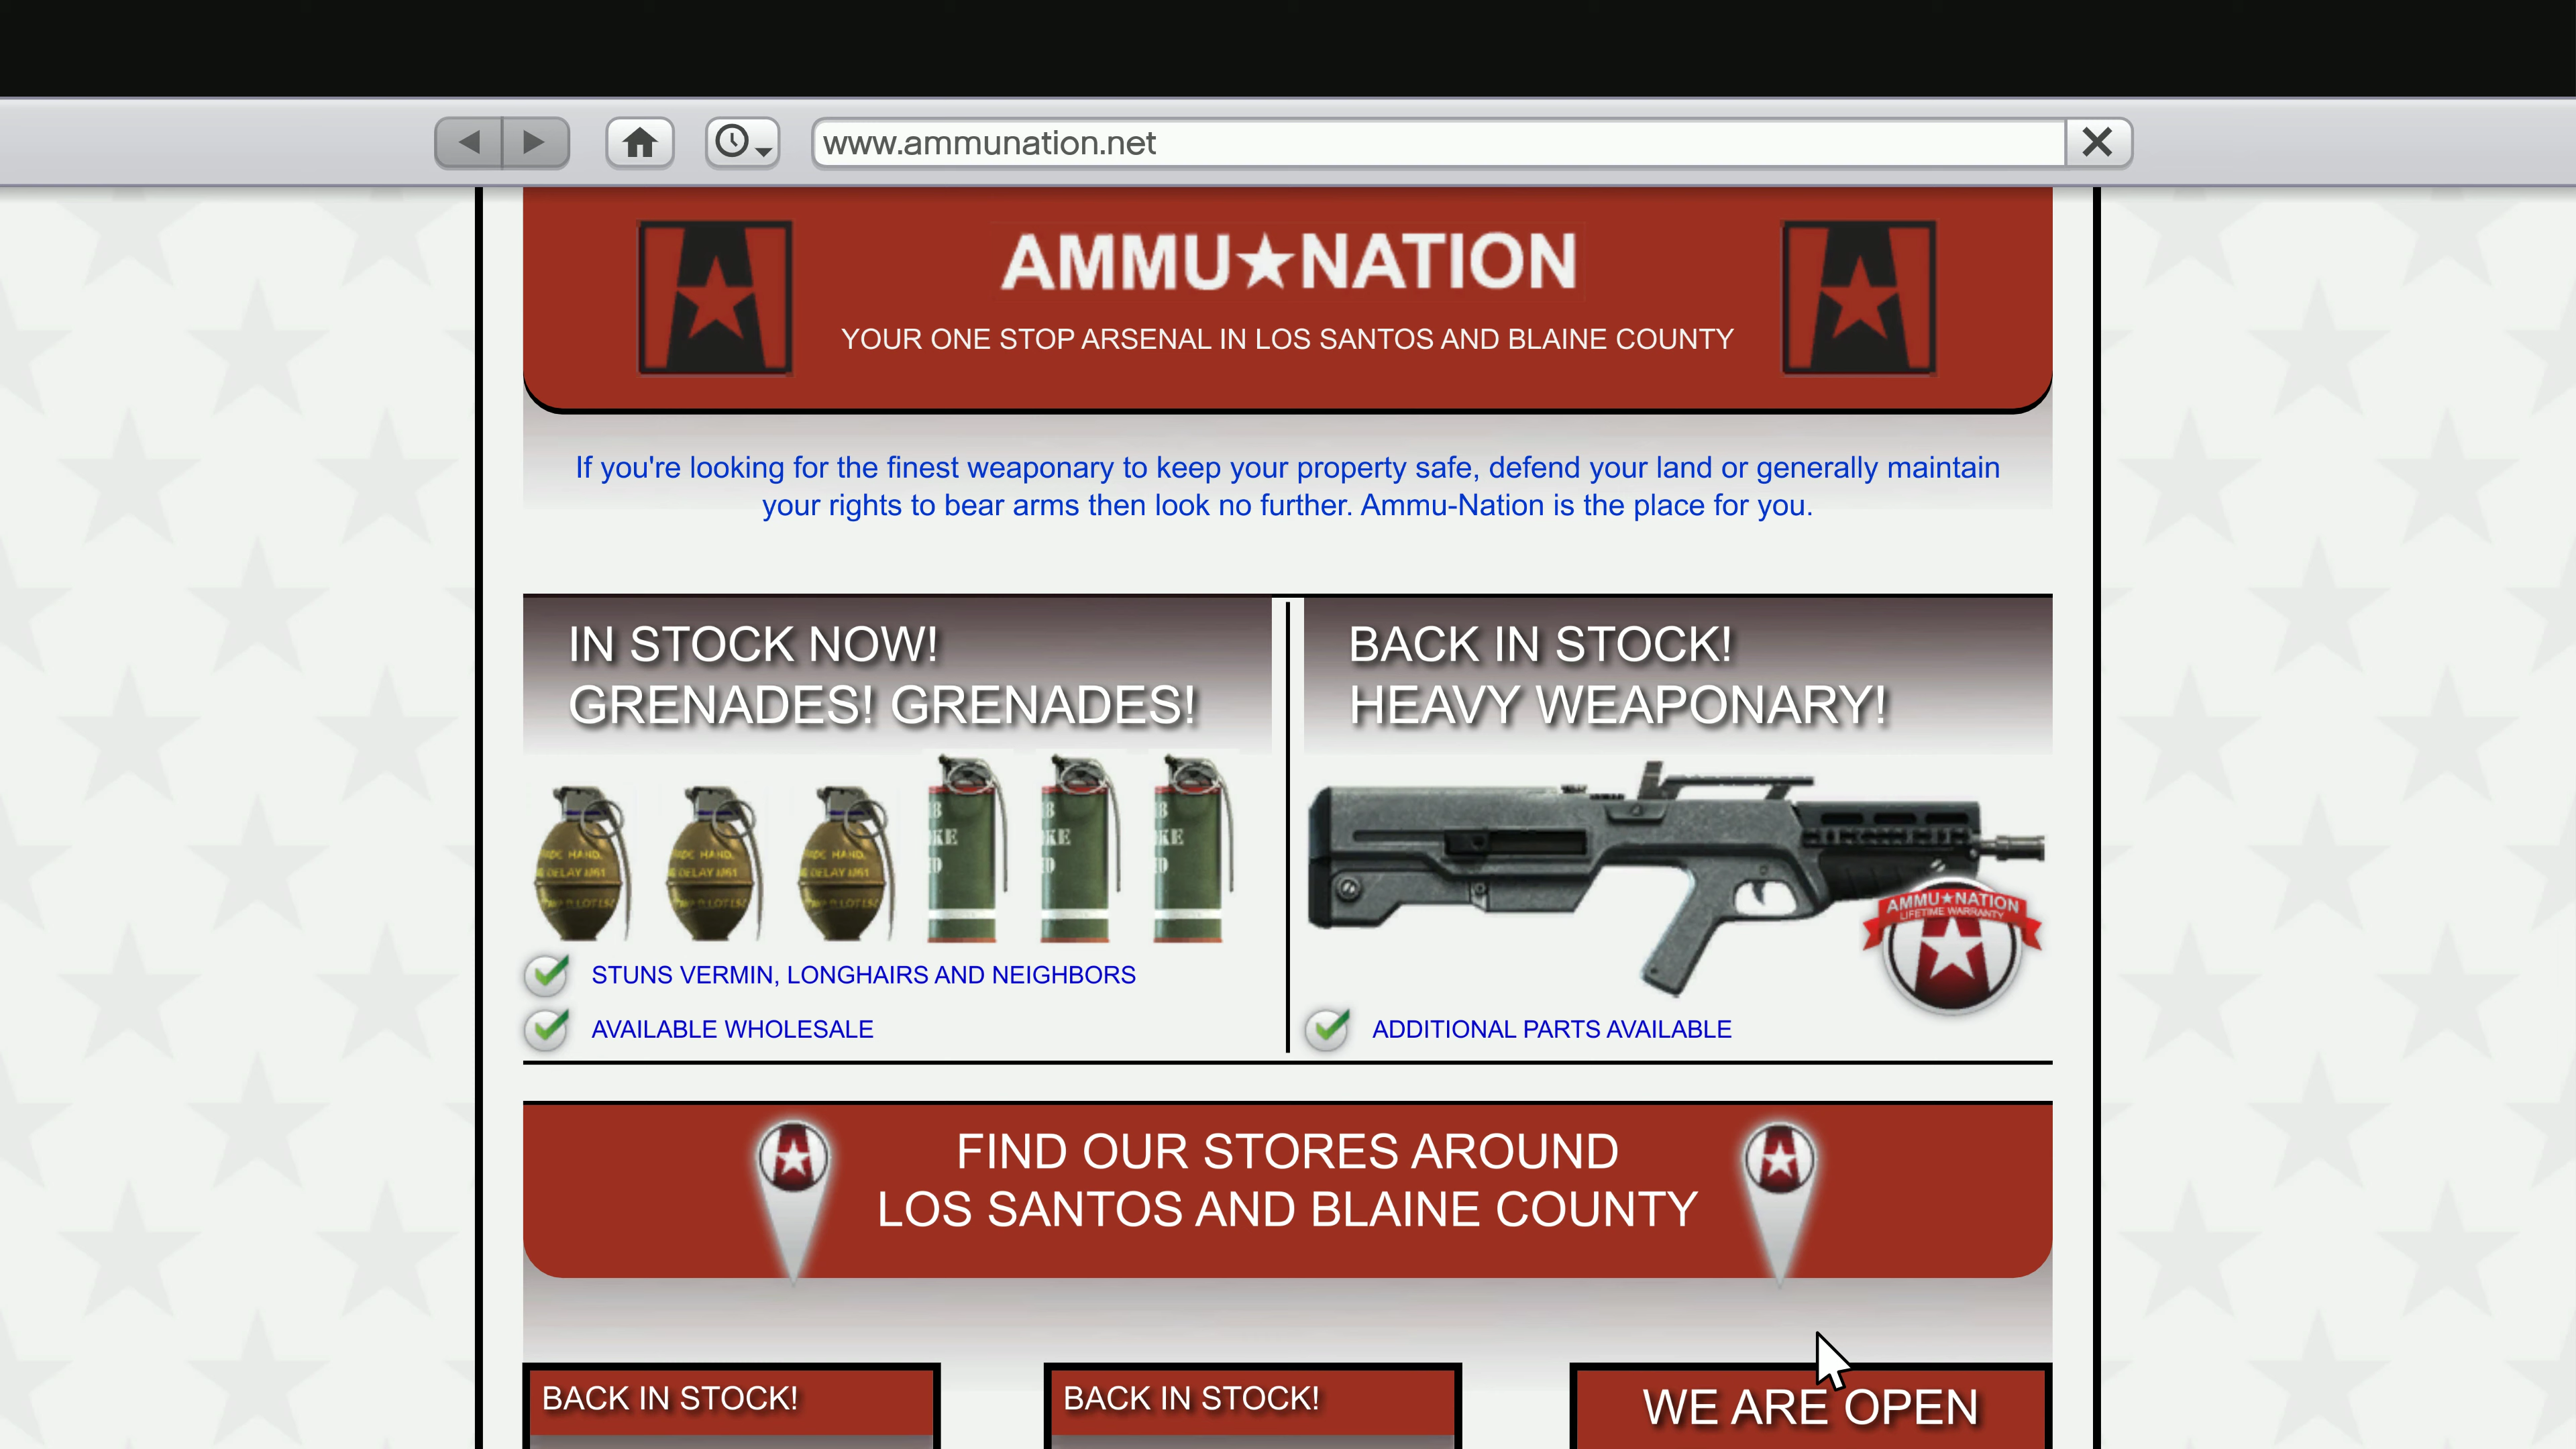 www.ammunation.net
AMMU★NATION
YOUR ONE STOP ARSENAL IN LOS SANTOS AND BLAINE COUNTY
If you're looking for the finest weaponary to keep your property safe, defend your land or generally maintain
your rights to bear arms then look no further. Ammu-Nation is the place for you.
IN STOCK NOW!
GRENADES! GRENADES!
STUNS VERMIN, LONGHAIRS AND NEIGHBORS
AVAILABLE WHOLESALE
BACK IN STOCK!
HEAVY WEAPONARY!
AMMU★NATION
LIFETIME WARRANTY
ADDITIONAL PARTS AVAILABLE
FIND OUR STORES AROUND
LOS SANTOS AND BLAINE COUNTY
BACK IN STOCK!
BACK IN STOCK!
WE ARE OPEN